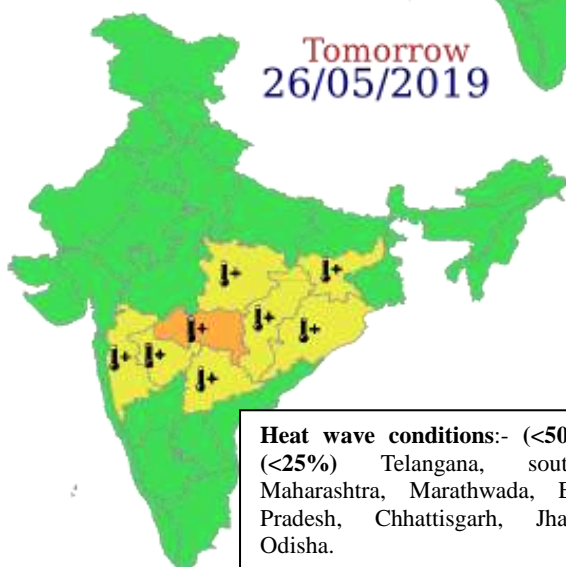 Tomorrow
26/05/2019
Heat wave conditions:- (<50
(<25%) Telangana, sout
Maharashtra, Marathwada, E
Pradesh, Chhattisgarh, Jha
Odisha.